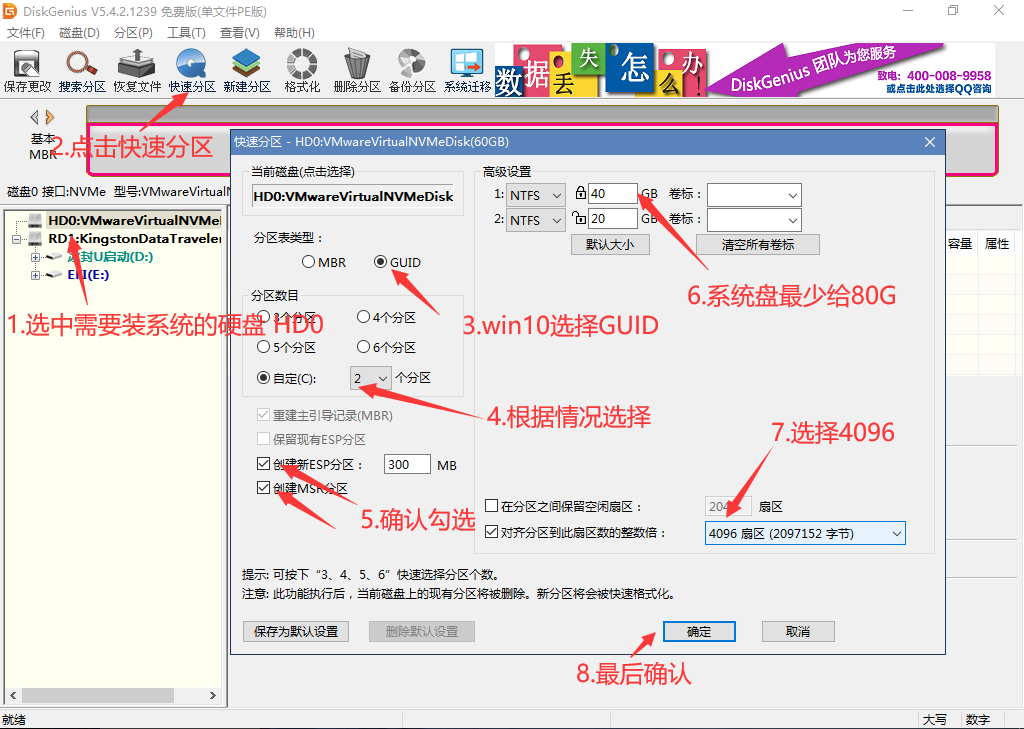 DiskGenius V5.4.2.1239 免费版(单文件PE版)
文件(F) 磁盘(D) 分区(P) 工具(T) 查看(V) 帮助(H)
保存更改 搜索分区 恢复文件 快速分区 新建分区 格式化 删除分区 备份分区 系统迁移
数据丢失怎么办
DiskGenius 团队为您服务
致电: 400-008-9958
或点击此处选择QQ咨询
基本
MBR
2.点击快速分区
磁盘0 接口:NVMe 型号:VMwareVirtualN
HD0:VMwareVirtualNVMe
RD1:KingstonDataTraveler
封U启动(D:)
EFI(E:)
1.选中需要装系统的硬盘 HD0
快速分区 - HD0:VMwareVirtualNVMeDisk(60GB)
当前磁盘(点击选择)
HD0:VMwareVirtualNVMeDisk
分区表类型：
MBR GUID
3.win10选择GUID
分区数目
3个分区 4个分区
5个分区 6个分区
自定(C): 2 个分区
4.根据情况选择
重建主引导记录(MBR)
保留现有ESP分区
创建新ESP分区： 300 MB
创建MSR分区
5.确认勾选
高级设置
1: NTFS 40 GB 卷标：
2: NTFS 20 GB 卷标：
默认大小 清空所有卷标
6.系统盘最少给80G
7.选择4096
在分区之间保留空闲扇区： 204 扇区
对齐分区到此扇区数的整数倍： 4096 扇区 (2097152 字节)
提示: 可按下“3、4、5、6”快速选择分区个数。
注意: 此功能执行后，当前磁盘上的现有分区将被删除。新分区将会被快速格式化。
保存为默认设置 删除默认设置 确定 取消
8.最后确认
容量 属性
就绪 大写 数字